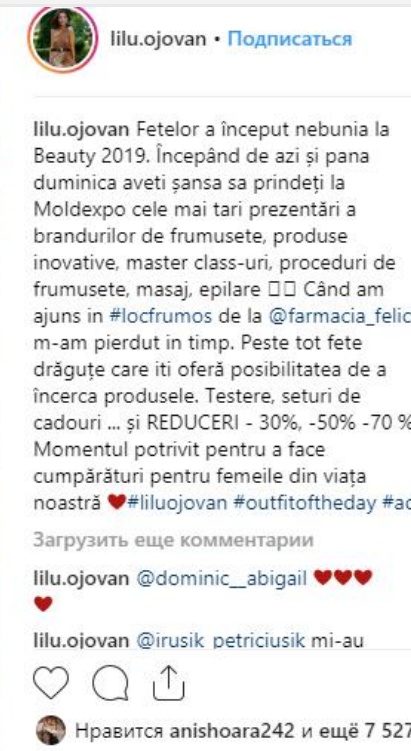 lilu.ojovan • Подписаться
lilu.ojovan Fetelor a început nebunia la
Beauty 2019. Începând de azi și pana
duminica aveti șansa sa prindeți la
Moldexpo cele mai tari prezentări a
brandurilor de frumusete, produse
inovative, master class-uri, proceduri de
frumusete, masaj, epilare □□ Când am
ajuns in #locfrumos de la @farmacia_felic
m-am pierdut in timp. Peste tot fete
drăguțe care iti oferă posibilitatea de a
încerca produsele. Testere, seturi de
cadouri ... și REDUCERI - 30%, -50% -70 %
Momentul potrivit pentru a face
cumpărături pentru femeile din viața
noastră ❤#liluojovan #outfitoftheday #ad
Загрузить еще комментарии
lilu.ojovan @dominic__abigail ❤❤❤
❤
lilu.ojovan @irusik_petriciusik mi-au
Нравится anishoara242 и ещё 7 527